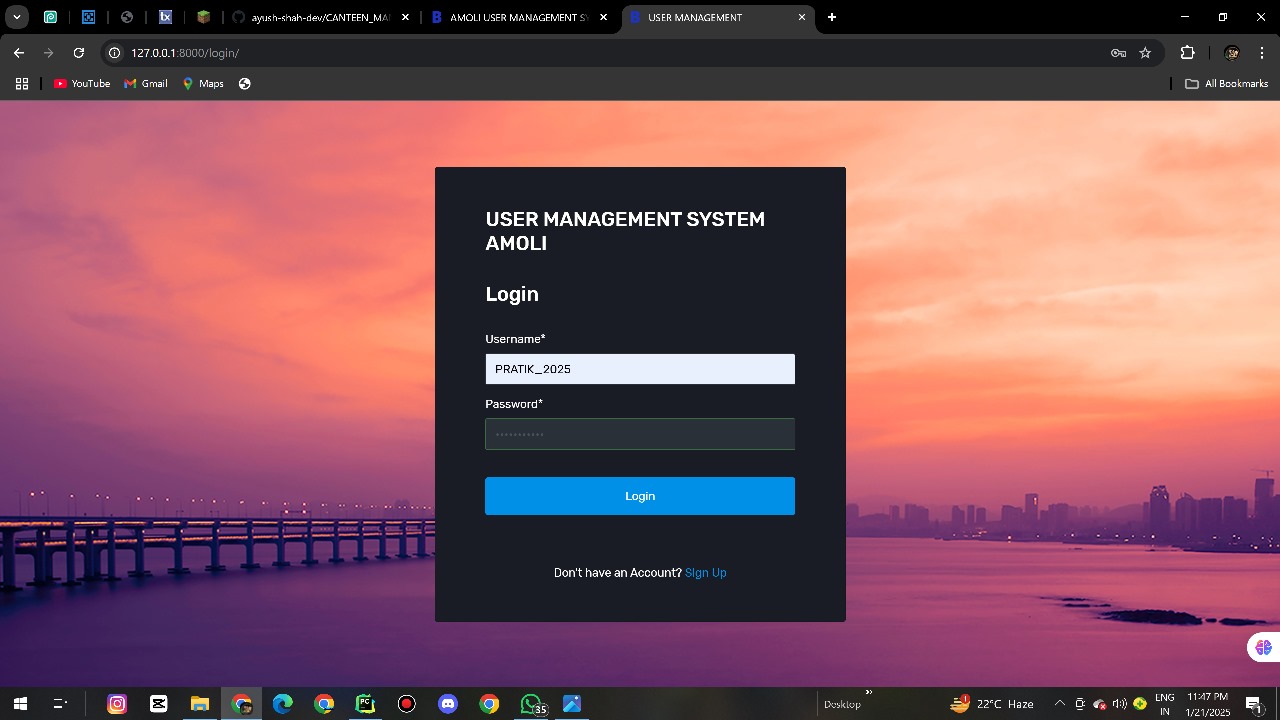 ayush-shah-dev/CANTEEN_MA
AMOLI USER MANAGEMENT SY
USER MANAGEMENT
127.0.0.1:8000/login/
YouTube
Gmail
Maps
All Bookmarks
USER MANAGEMENT SYSTEM
AMOLI
Login
Username*
PRATIK_2025
Password*
Login
Don't have an Account? Sign Up
Desktop
22°C Haze
ENG
IN
11:47 PM
1/21/2025
35
PC
1